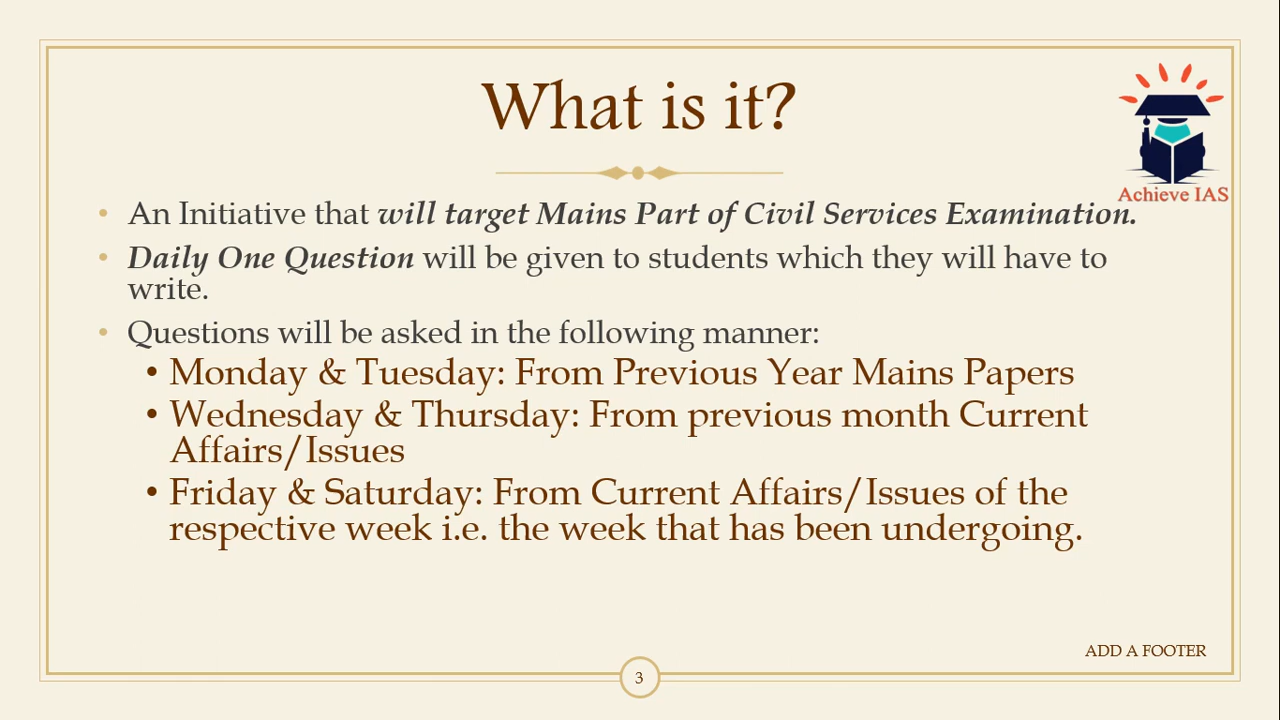 What is it?
Achieve IAS
• An Initiative that will target Mains Part of Civil Services Examination.
• Daily One Question will be given to students which they will have to
write.
• Questions will be asked in the following manner:
• Monday & Tuesday: From Previous Year Mains Papers
• Wednesday & Thursday: From previous month Current
Affairs/Issues
• Friday & Saturday: From Current Affairs/Issues of the
respective week i.e. the week that has been undergoing.
ADD A FOOTER
3